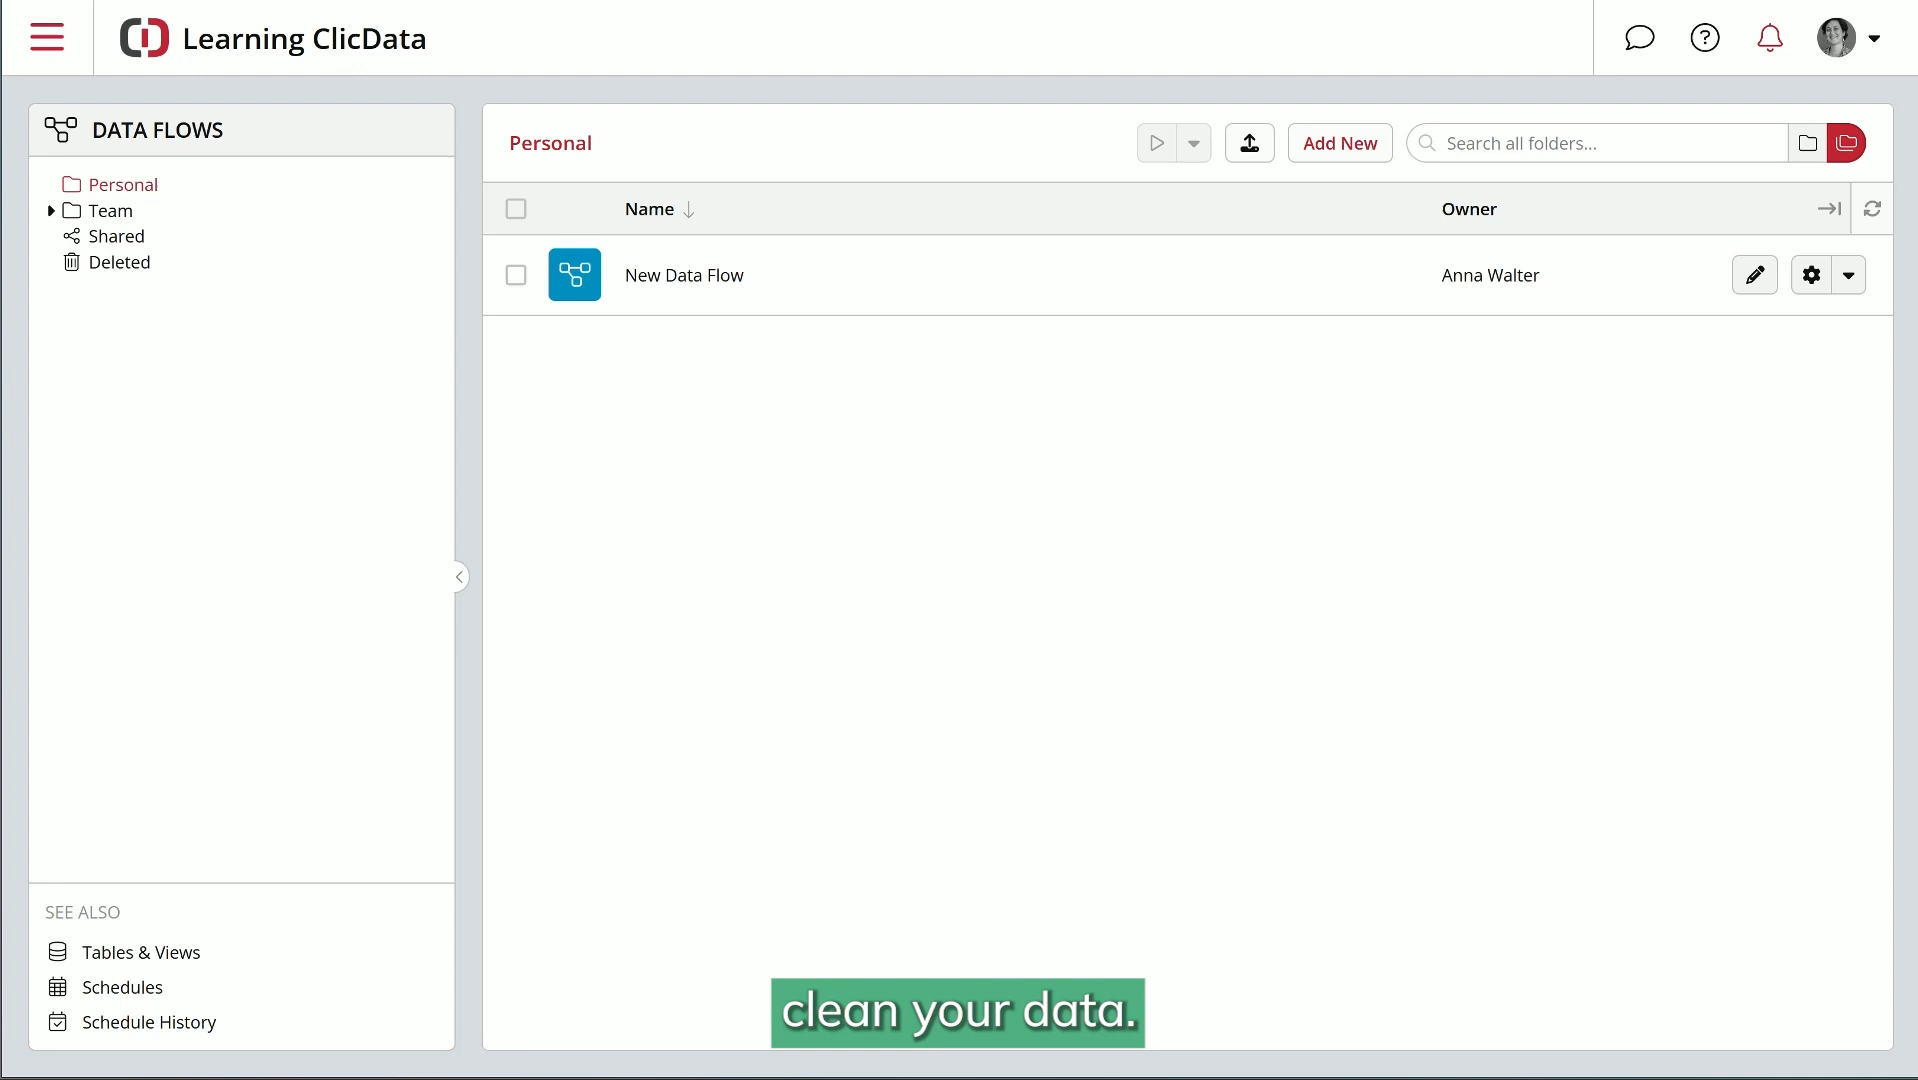 Learning ClicData
DATA FLOWS
Personal
Team
Shared
Deleted
SEE ALSO
Tables & Views
Schedules
Schedule History
Personal
Add New
Search all folders...
Name
Owner
New Data Flow
Anna Walter
clean your data.